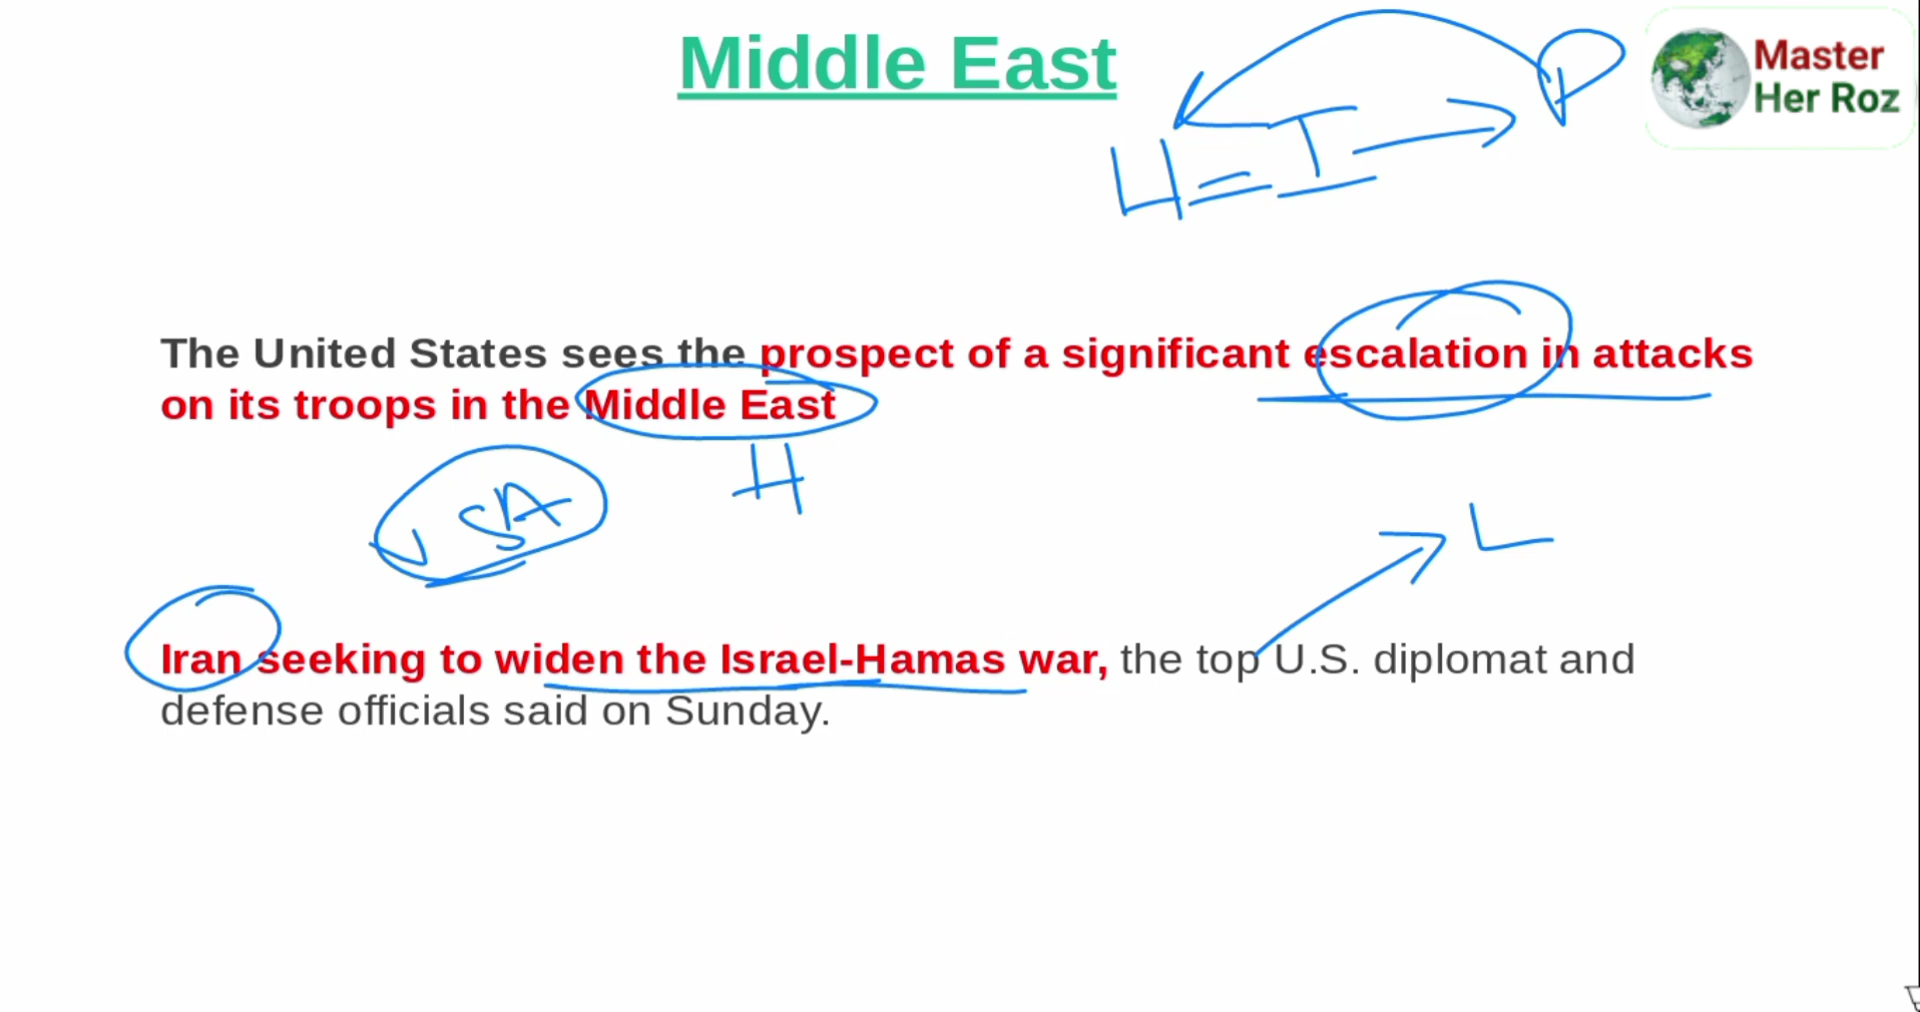 Middle East
Master
Her Roz
P
H = I
The United States sees the prospect of a significant escalation in attacks
on its troops in the Middle East
H
USA
L
Iran seeking to widen the Israel-Hamas war, the top U.S. diplomat and
defense officials said on Sunday.